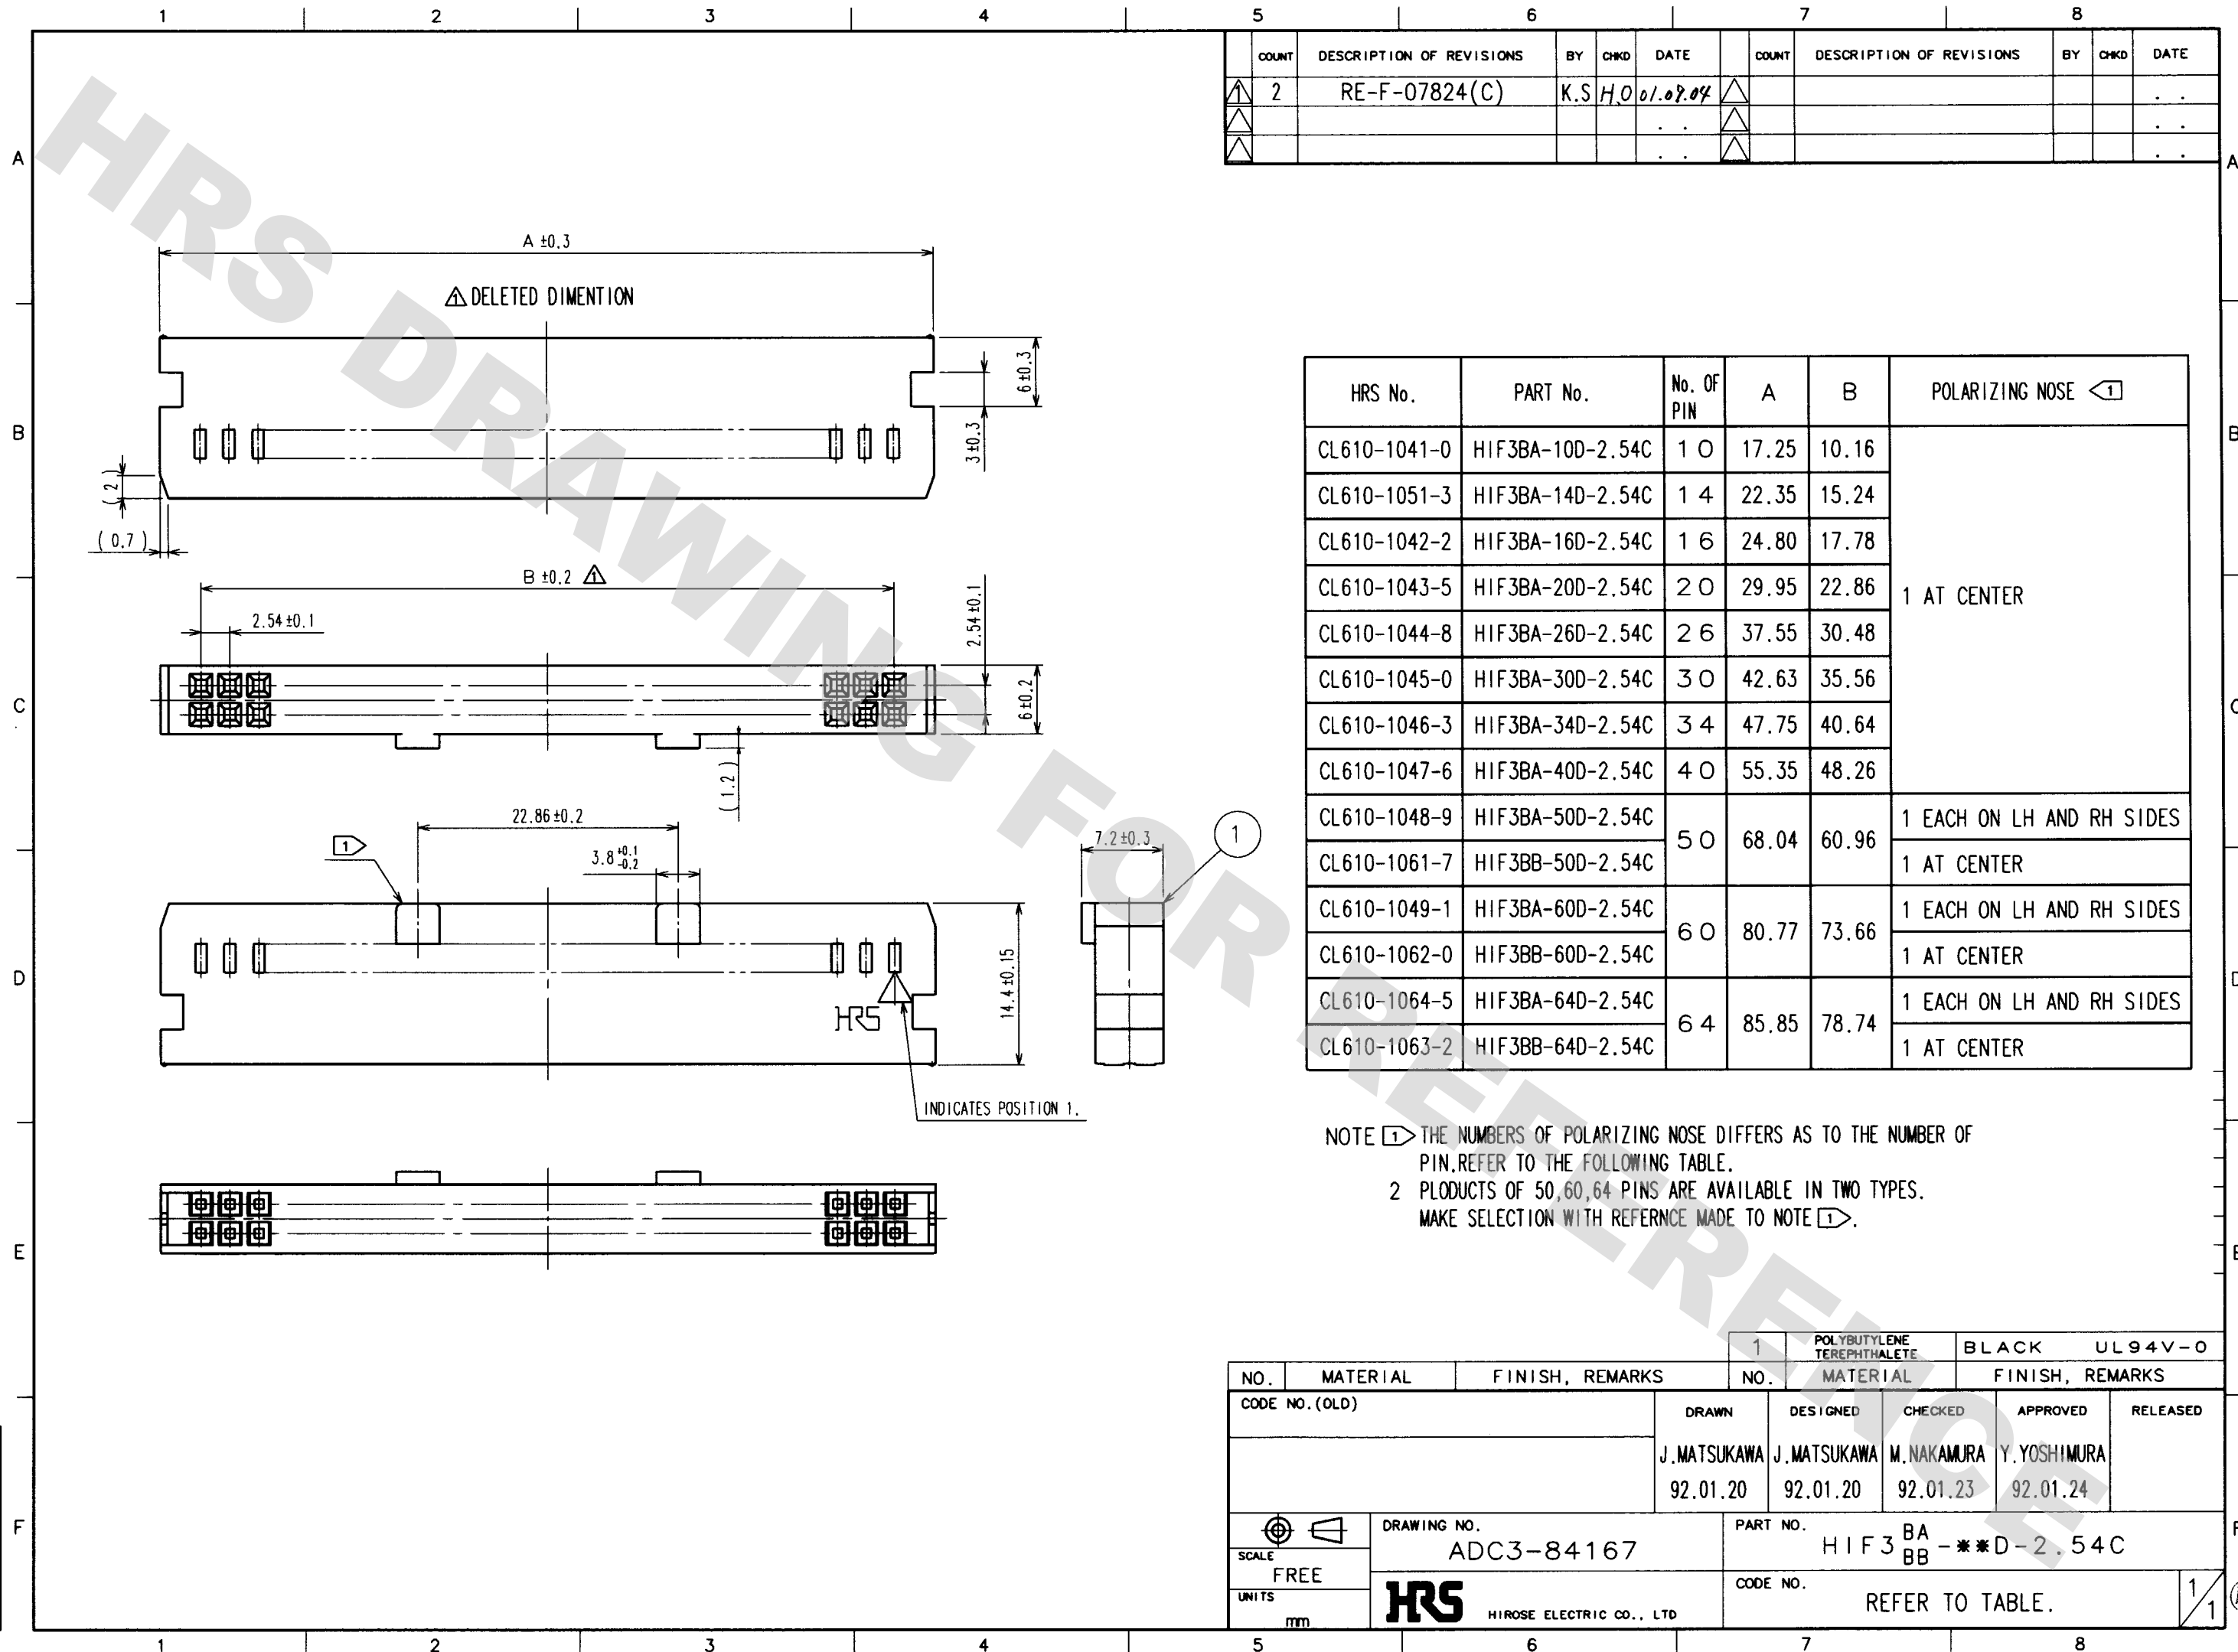 1 2 3 4 5 6 7 8
COUNT DESCRIPTION OF REVISIONS BY CHKD DATE COUNT DESCRIPTION OF REVISIONS BY CHKD DATE
1 2 RE-F-07824(C) K.S H.O 01.09.04
A A
B B
C C
D D
E E
F F
HRS DRAWING FOR REFERENCE
A ±0.3
1 DELETED DIMENTION
6±0.3
3±0.3
( 2 )
( 0.7 )
B ±0.2 1
2.54±0.1
2.54±0.1
6±0.2
( 1.2 )
22.86±0.2
1
3.8 +0.1 -0.2
7.2±0.3
1
14.4±0.15
HRS
INDICATES POSITION 1.
HRS No. PART No. No. OF PIN A B POLARIZING NOSE 1
CL610-1041-0 HIF3BA-10D-2.54C 10 17.25 10.16
CL610-1051-3 HIF3BA-14D-2.54C 14 22.35 15.24
CL610-1042-2 HIF3BA-16D-2.54C 16 24.80 17.78
CL610-1043-5 HIF3BA-20D-2.54C 20 29.95 22.86 1 AT CENTER
CL610-1044-8 HIF3BA-26D-2.54C 26 37.55 30.48
CL610-1045-0 HIF3BA-30D-2.54C 30 42.63 35.56
CL610-1046-3 HIF3BA-34D-2.54C 34 47.75 40.64
CL610-1047-6 HIF3BA-40D-2.54C 40 55.35 48.26
CL610-1048-9 HIF3BA-50D-2.54C 50 68.04 60.96 1 EACH ON LH AND RH SIDES
CL610-1061-7 HIF3BB-50D-2.54C 1 AT CENTER
CL610-1049-1 HIF3BA-60D-2.54C 60 80.77 73.66 1 EACH ON LH AND RH SIDES
CL610-1062-0 HIF3BB-60D-2.54C 1 AT CENTER
CL610-1064-5 HIF3BA-64D-2.54C 64 85.85 78.74 1 EACH ON LH AND RH SIDES
CL610-1063-2 HIF3BB-64D-2.54C 1 AT CENTER
NOTE 1 THE NUMBERS OF POLARIZING NOSE DIFFERS AS TO THE NUMBER OF
PIN.REFER TO THE FOLLOWING TABLE.
2 PLODUCTS OF 50,60,64 PINS ARE AVAILABLE IN TWO TYPES.
MAKE SELECTION WITH REFERNCE MADE TO NOTE 1.
1 POLYBUTYLENE TEREPHTHALETE BLACK UL94V-0
NO. MATERIAL FINISH, REMARKS NO. MATERIAL FINISH, REMARKS
CODE NO.(OLD) DRAWN DESIGNED CHECKED APPROVED RELEASED
J.MATSUKAWA J.MATSUKAWA M.NAKAMURA Y.YOSHIMURA
92.01.20 92.01.20 92.01.23 92.01.24
DRAWING NO. ADC3-84167
PART NO. HIF3 BA BB -**D-2.54C
SCALE FREE
UNITS mm
HRS HIROSE ELECTRIC CO., LTD
CODE NO. REFER TO TABLE.
1/1
1 2 3 4 5 6 7 8